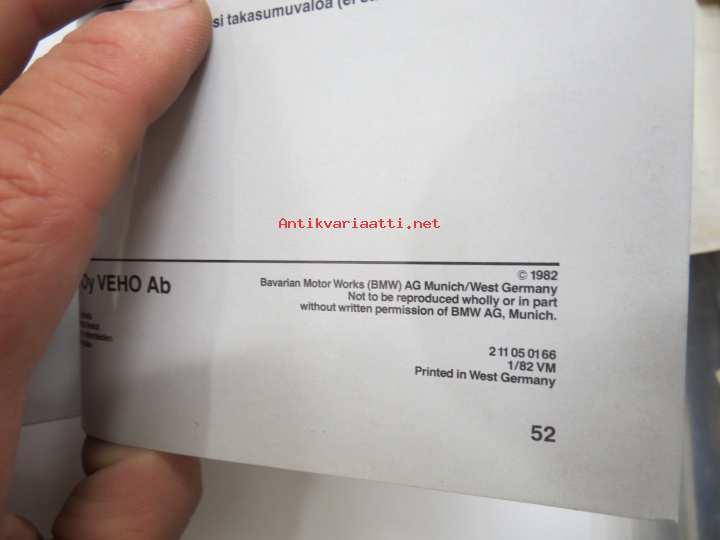 si takasumuvaloa
Antikvariaatti.net
Oy VEHO Ab
© 1982
Bavarian Motor Works (BMW) AG Munich/West Germany
Not to be reproduced wholly or in part
without written permission of BMW AG, Munich.
2 11 05 01 66
1/82 VM
Printed in West Germany
52